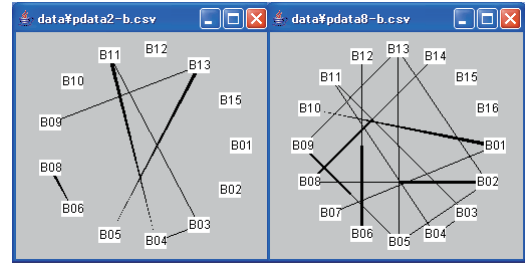 data¥pdata2-b.csv
B12
B11
B13
B10
B15
B09
B01
B08
B02
B06
B03
B05
B04
data¥pdata8-b.csv
B13
B12
B14
B11
B15
B10
B16
B09
B01
B08
B02
B07
B03
B06
B04
B05